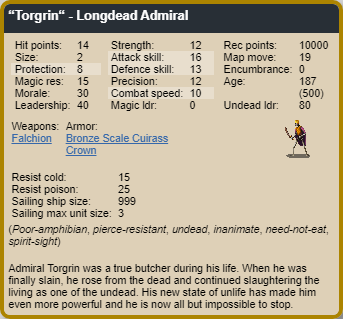 “Torgrin“ - Longdead Admiral
Hit points: 14 Strength: 12 Rec points: 10000
Size: 2 Attack skill: 16 Map move: 19
Protection: 8 Defence skill: 13 Encumbrance: 0
Magic res: 15 Precision: 12 Age: 187
Morale: 30 Combat speed: 10 (500)
Leadership: 40 Magic ldr: 0 Undead ldr: 80
Weapons: Armor:
Falchion Bronze Scale Cuirass
Crown
Resist cold: 15
Resist poison: 25
Sailing ship size: 999
Sailing max unit size: 3
(Poor-amphibian, pierce-resistant, undead, inanimate, need-not-eat,
spirit-sight)
Admiral Torgrin was a true butcher during his life. When he was
finally slain, he rose from the dead and continued slaughtering the
living as one of the undead. His new state of unlife has made him
even more powerful and he is now all but impossible to stop.